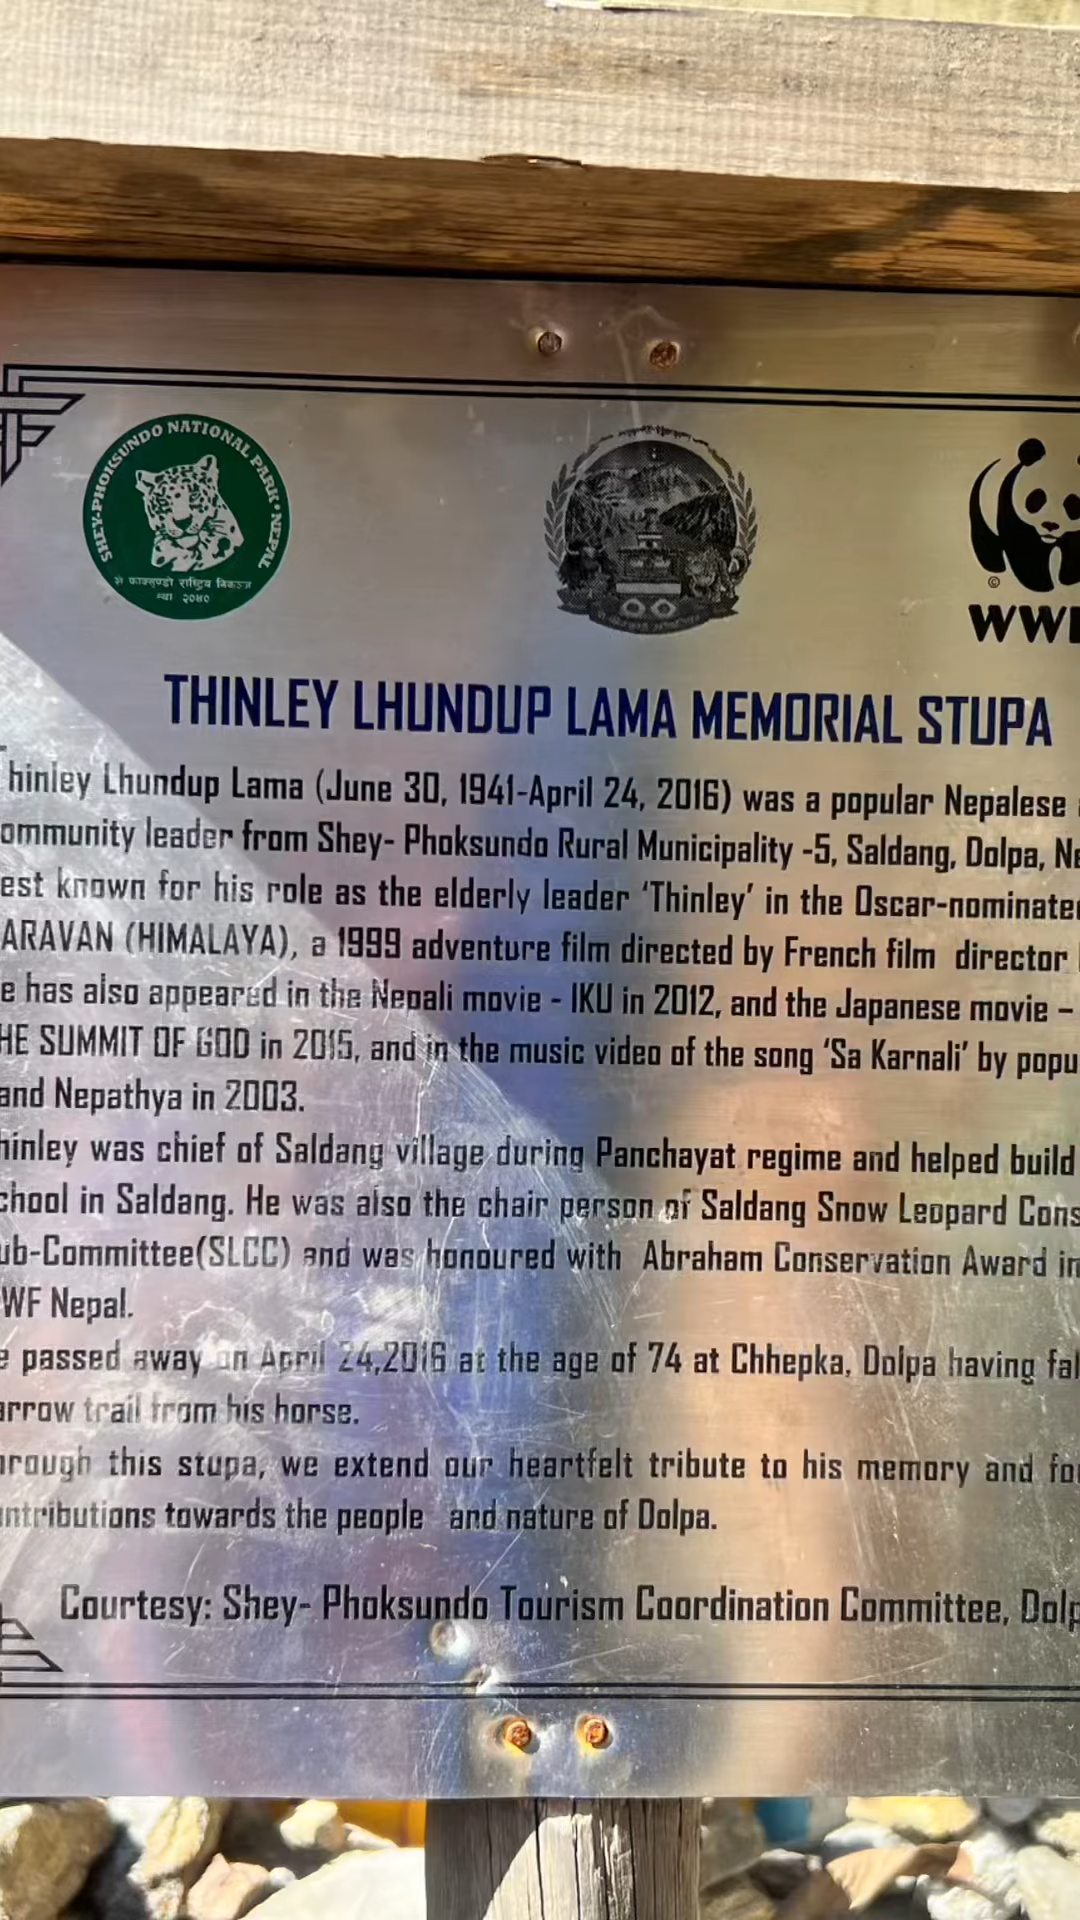 SHEY-PHOKSUNDO NATIONAL PARK • NEPAL
©
THINLEY LHUNDUP LAMA MEMORIAL STUPA
hinley Lhundup Lama (June 30, 1941-April 24, 2016) was a popular Nepalese
ommunity leader from Shey- Phoksundo Rural Municipality -5, Saldang, Dolpa, Ne
est known for his role as the elderly leader ‘Thinley’ in the Oscar-nominate
ARAVAN (HIMALAYA), a 1999 adventure film directed by French film director
e has also appeared in the Nepali movie - IKU in 2012, and the Japanese movie –
HE SUMMIT OF GOD in 2015, and in the music video of the song ‘Sa Karnali’ by popu
and Nepathya in 2003.
hinley was chief of Saldang village during Panchayat regime and helped build
chool in Saldang. He was also the chair person of Saldang Snow Leopard Cons
ub-Committee(SLCC) and was honoured with Abraham Conservation Award in
WF Nepal.
e passed away on April 24,2016 at the age of 74 at Chhepka, Dolpa having fal
arrow trail from his horse.
rough this stupa, we extend our heartfelt tribute to his memory and fo
ntributions towards the people and nature of Dolpa.
Courtesy: Shey- Phoksundo Tourism Coordination Committee, Dolp